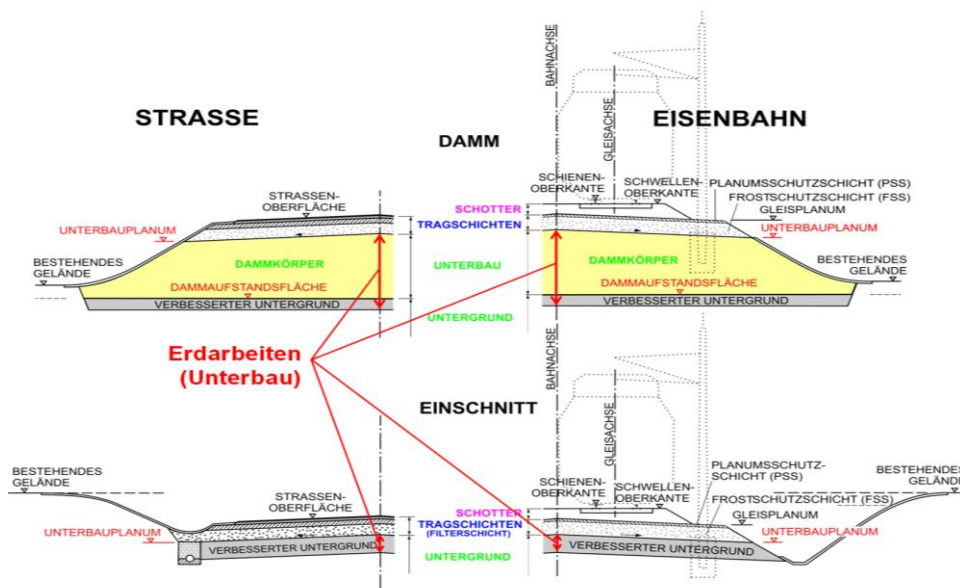 STRASSE
EISENBAHN
DAMM
BAHNACHSE
GLEISACHSE
STRASSEN-
OBERFLÄCHE
UNTERBAUPLANUM
BESTEHENDES
GELÄNDE
DAMMKÖRPER
DAMMAUFSTANDSFLÄCHE
VERBESSERTER UNTERGRUND
SCHOTTER
TRAGSCHICHTEN
UNTERBAU
UNTERGRUND
SCHIENEN-
OBERKANTE
SCHWELLEN-
OBERKANTE
PLANUMSSCHUTZSCHICHT (PSS)
FROSTSCHUTZSCHICHT (FSS)
GLEISPLANUM
UNTERBAUPLANUM
BESTEHENDES
GELÄNDE
DAMMKÖRPER
DAMMAUFSTANDSFLÄCHE
VERBESSERTER UNTERGRUND
Erdarbeiten
(Unterbau)
EINSCHNITT
BAHNACHSE
GLEISACHSE
BESTEHENDES
GELÄNDE
STRASSEN-
OBERFLÄCHE
UNTERBAUPLANUM
VERBESSERTER UNTERGRUND
SCHOTTER
TRAGSCHICHTEN
(FILTERSCHICHT)
UNTERGRUND
SCHIENEN-
OBERKANTE
SCHWELLEN-
OBERKANTE
PLANUMSSCHUTZ-
SCHICHT (PSS)
FROSTSCHUTZSCHICHT (FSS)
GLEISPLANUM
UNTERBAUPLANUM
BESTEHENDES
GELÄNDE
VERBESSERTER UNTERGRUND